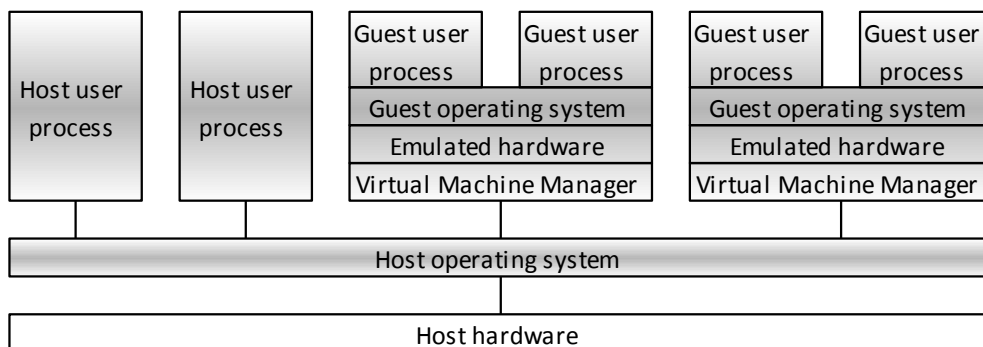 Host user
process
Host user
process
Guest user
process
Guest user
process
Guest operating system
Emulated hardware
Virtual Machine Manager
Guest user
process
Guest user
process
Guest operating system
Emulated hardware
Virtual Machine Manager
Host operating system
Host hardware